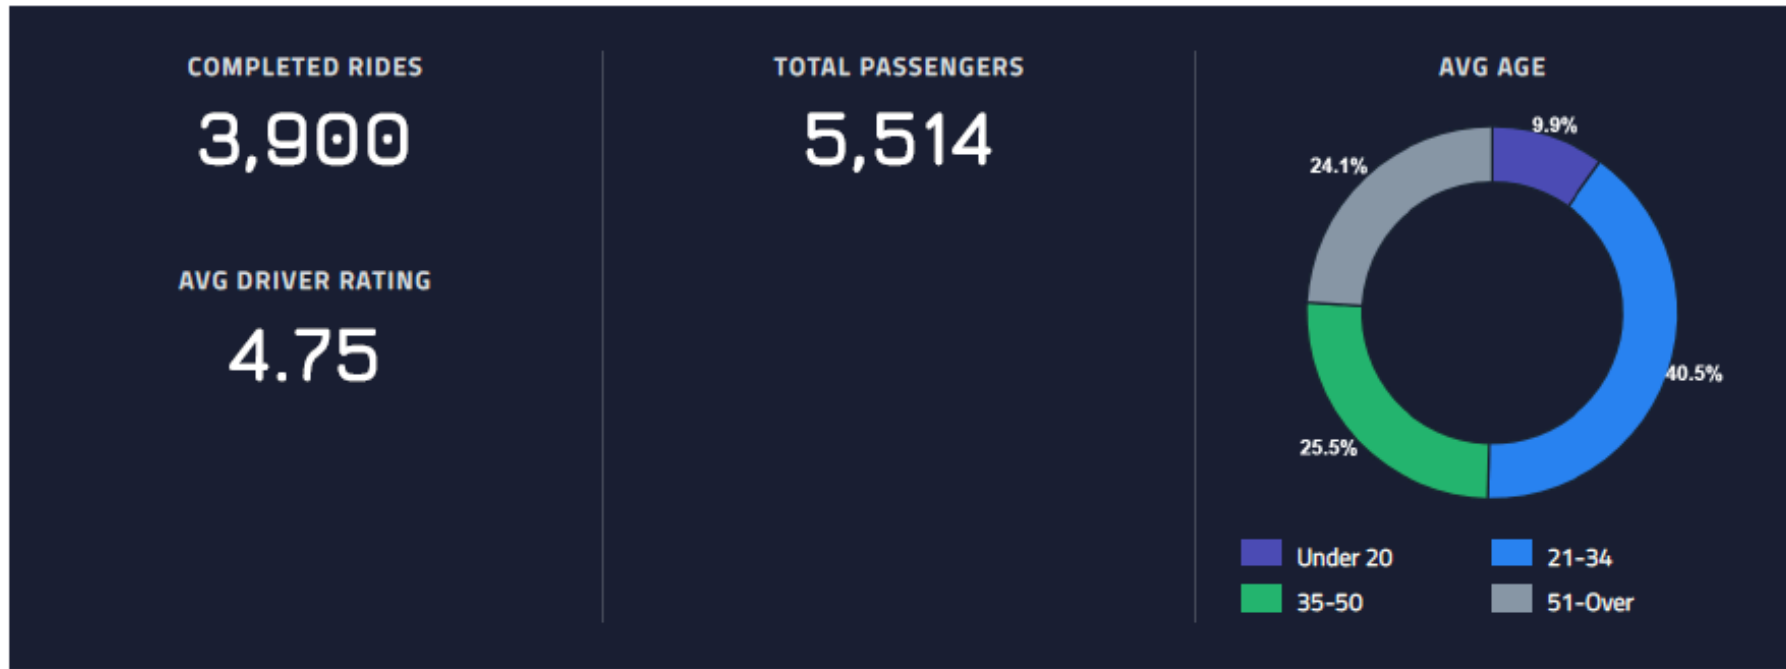 COMPLETED RIDES
3,900
AVG DRIVER RATING
4.75
TOTAL PASSENGERS
5,514
AVG AGE
9.9%
24.1%
40.5%
25.5%
Under 20
21-34
35-50
51-Over